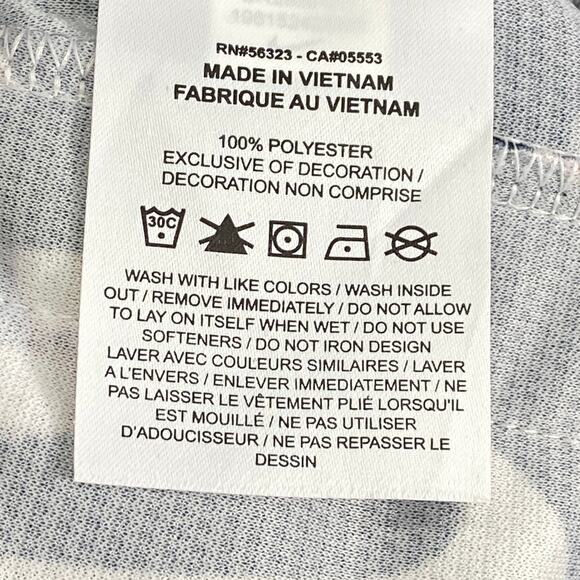 RN#56323 - CA#05553
MADE IN VIETNAM
FABRIQUE AU VIETNAM
100% POLYESTER
EXCLUSIVE OF DECORATION /
DECORATION NON COMPRISE
30C
WASH WITH LIKE COLORS / WASH INSIDE
OUT / REMOVE IMMEDIATELY / DO NOT ALLOW
TO LAY ON ITSELF WHEN WET / DO NOT USE
SOFTENERS / DO NOT IRON DESIGN
LAVER AVEC COULEURS SIMILAIRES / LAVER
A L'ENVERS / ENLEVER IMMEDIATEMENT / NE
PAS LAISSER LE VÊTEMENT PLIÉ LORSQU'IL
EST MOUILLÉ / NE PAS UTILISER
D'ADOUCISSEUR / NE PAS REPASSER LE
DESSIN